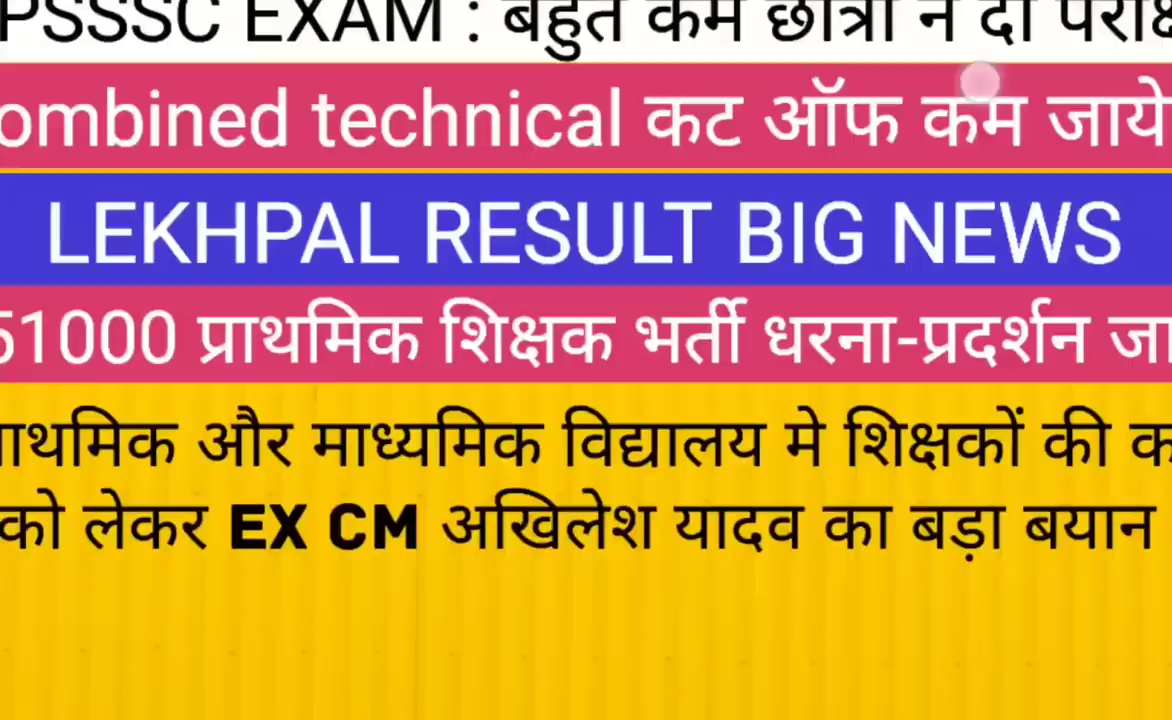 PSSSC EXAM : बहुत कम छात्रों ने दी परीक्ष
ombined technical कट ऑफ कम जाये
LEKHPAL RESULT BIG NEWS
51000 प्राथमिक शिक्षक भर्ती धरना-प्रदर्शन जा
ाथमिक और माध्यमिक विद्यालय मे शिक्षकों की क
को लेकर EX CM अखिलेश यादव का बड़ा बयान